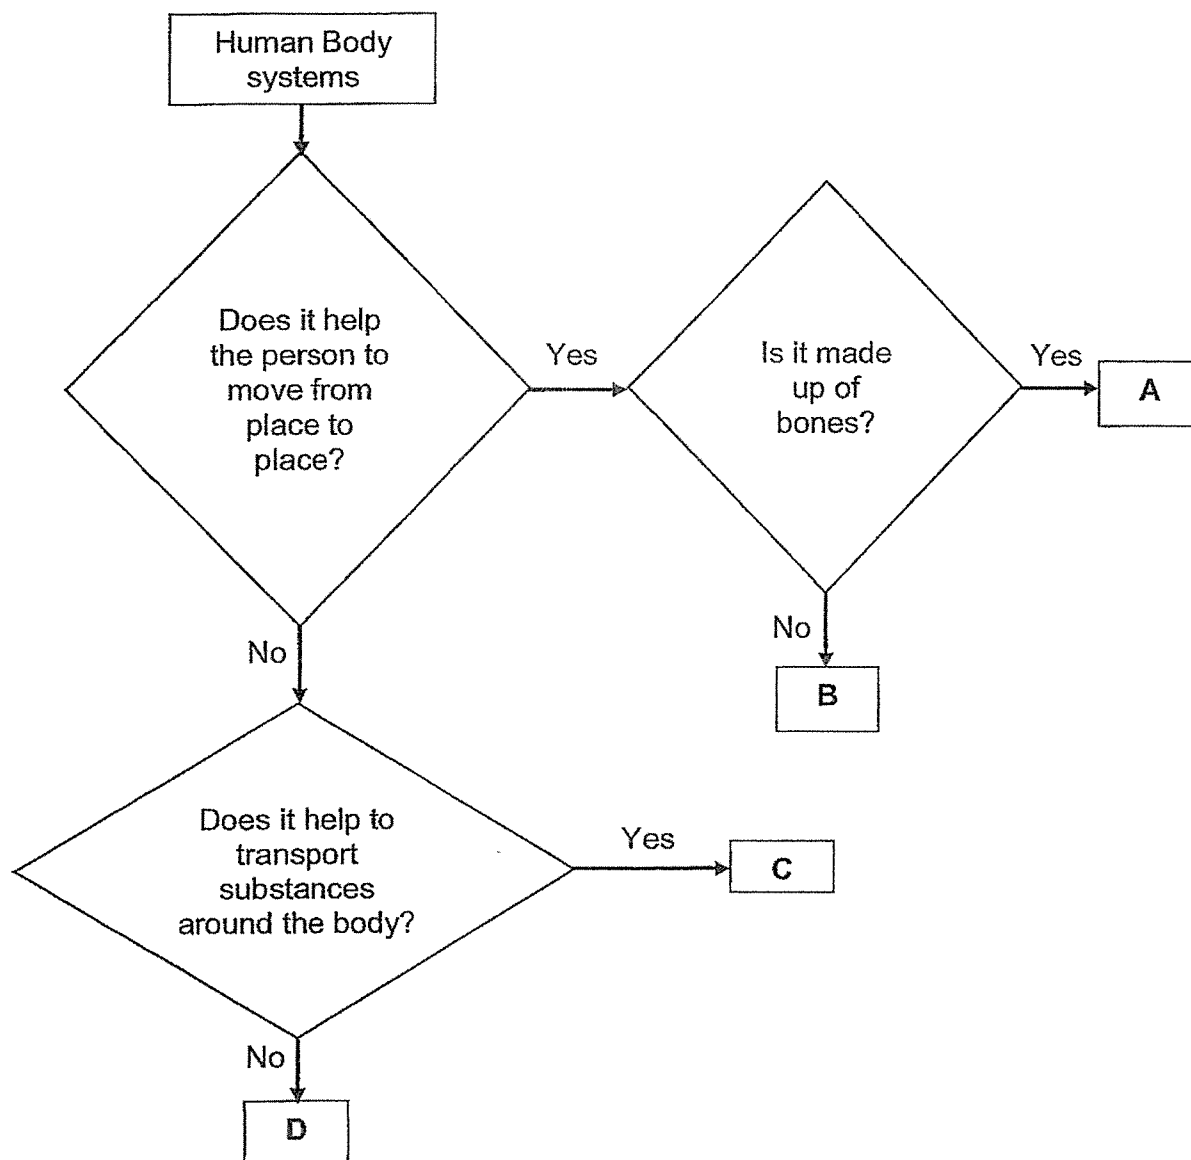 Human Body
systems
Does it help
the person to
move from
place to
place?
Yes
Is it made
up of
bones?
Yes
A
No
B
No
Does it help to
transport
substances
around the body?
Yes
C
No
D